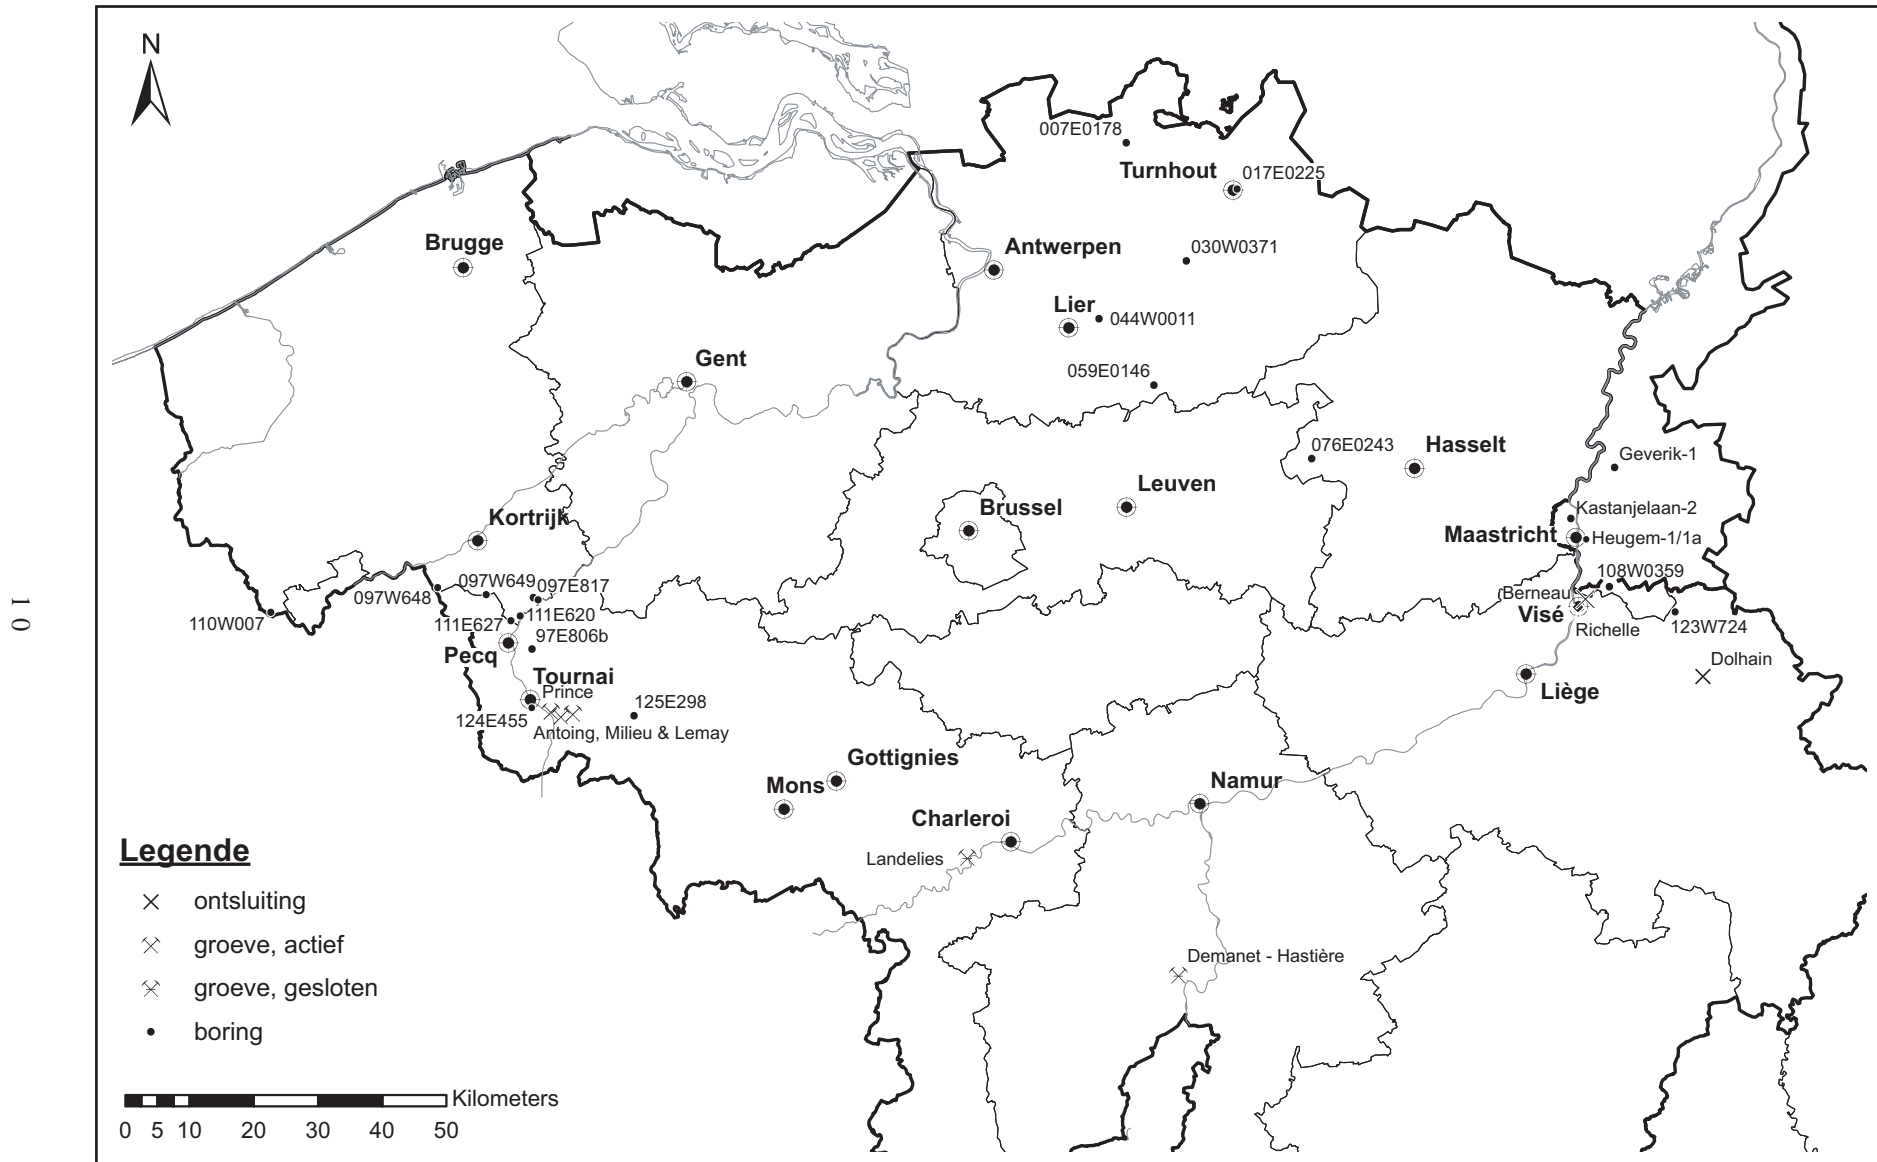 N
007E0178
Turnhout
017E0225
Brugge
Antwerpen
030W0371
Lier
044W0011
Gent
059E0146
076E0243
Hasselt
Geverik-1
Leuven
Brussel
Kortrijk
Kastanjelaan-2
Maastricht
Heugem-1/1a
108W0359
097W649
097E817
097W648
Berneau
Visé
110W007
111E627
111E620
Richelle
123W724
97E806b
Pecq
Dolhain
Tournai
Prince
Liège
125E298
124E455
Antoing, Milieu & Lemay
Gottignies
Mons
Namur
Charleroi
Landelies
Demanet - Hastière
Legende
ontsluiting
groeve, actief
groeve, gesloten
boring
Kilometers
0 5 10 20 30 40 50
10